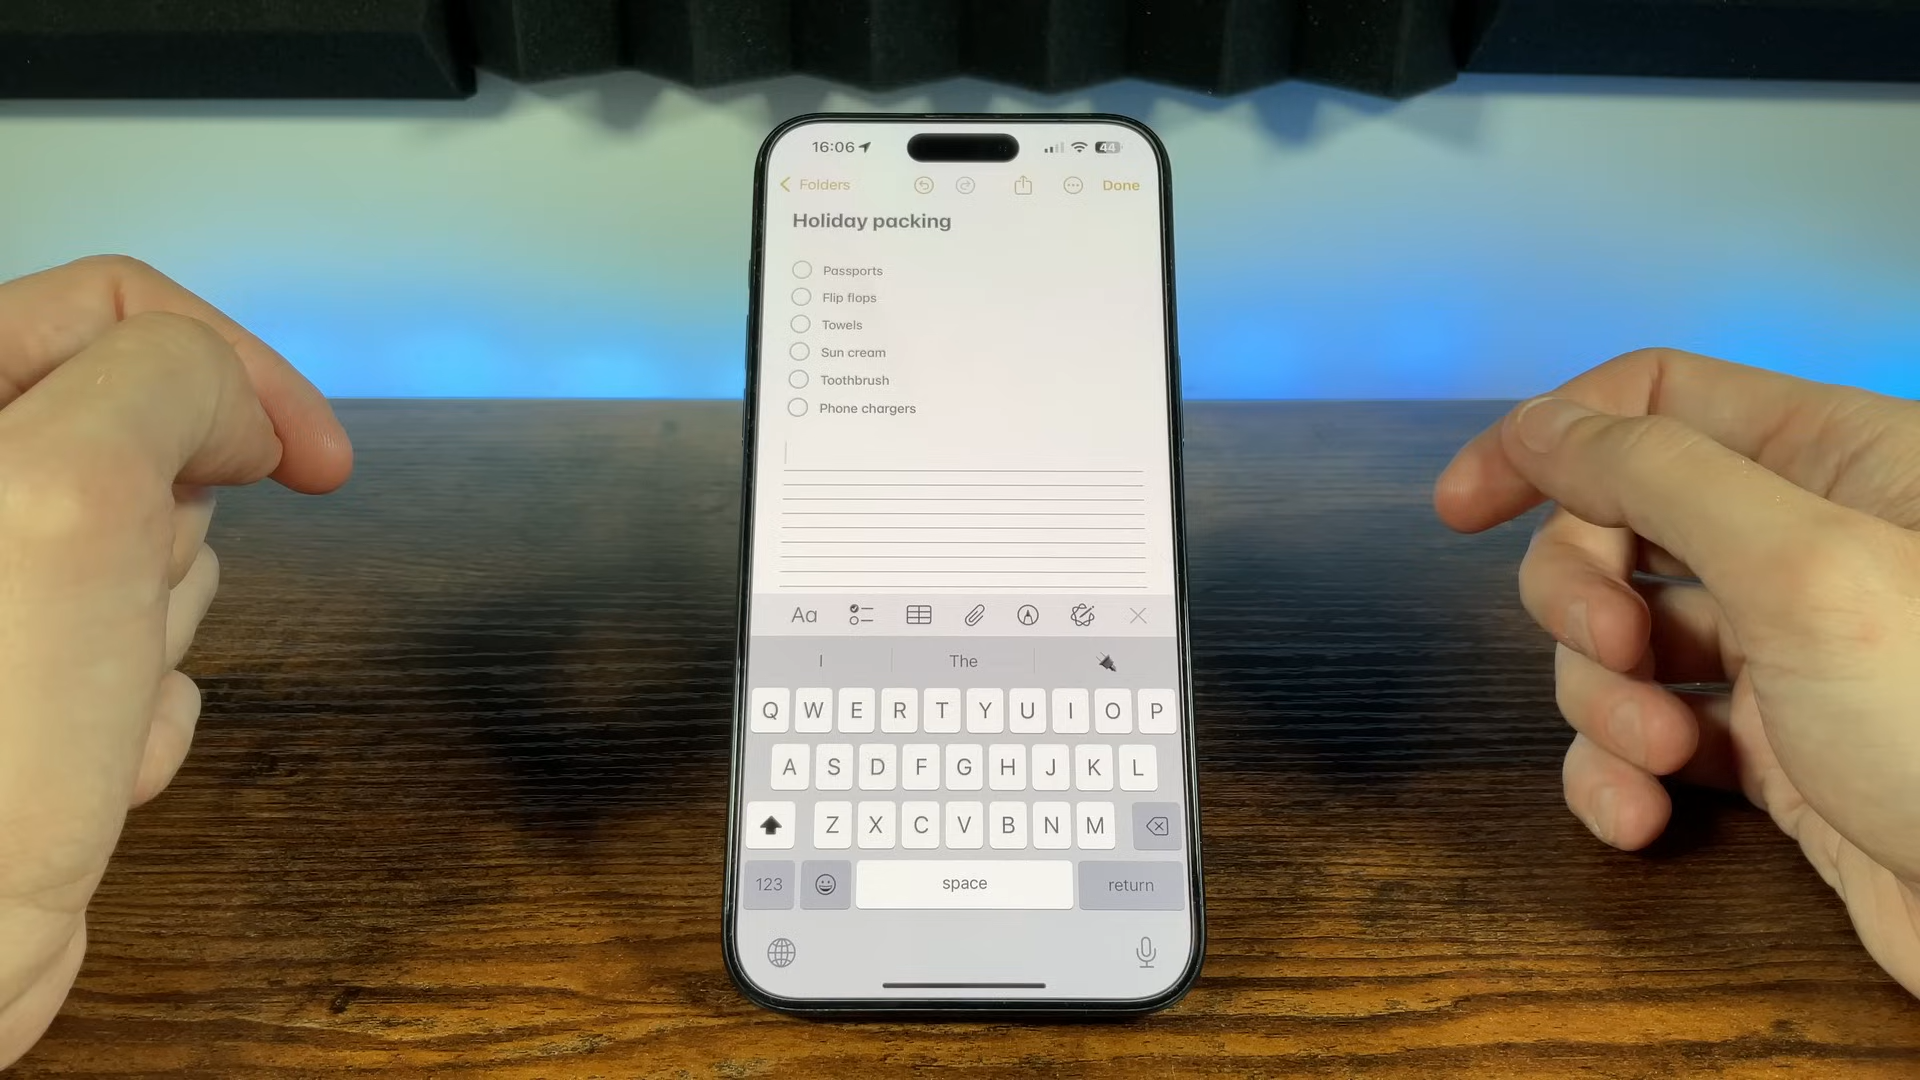 16:06 44
Folders Done
Holiday packing
Passports
Flip flops
Towels
Sun cream
Toothbrush
Phone chargers
Aa
I The
Q W E R T Y U I O P
A S D F G H J K L
Z X C V B N M
123 space return